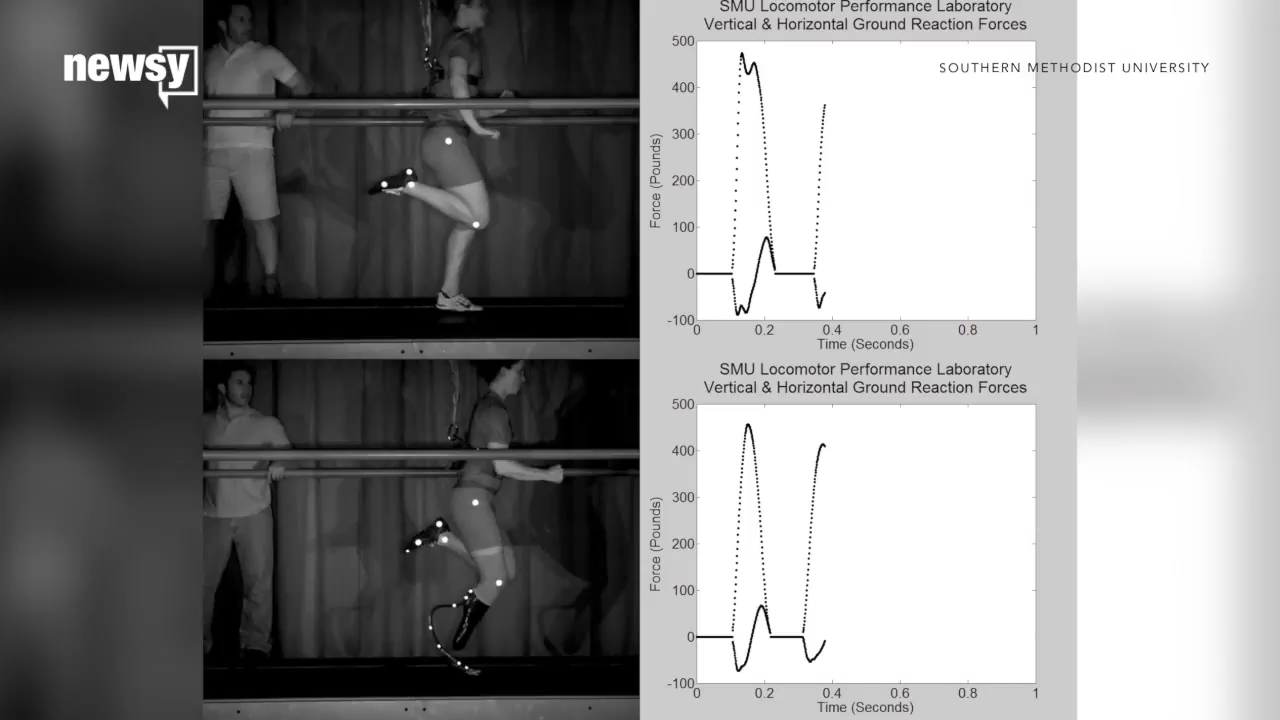 newsy
SMU Locomotor Performance Laboratory
Vertical & Horizontal Ground Reaction Forces
SOUTHERN METHODIST UNIVERSITY
500
400
300
200
100
0
-100
Force (Pounds)
0 0.2 0.4 0.6 0.8 1
Time (Seconds)
SMU Locomotor Performance Laboratory
Vertical & Horizontal Ground Reaction Forces
500
400
300
200
100
0
-100
Force (Pounds)
0 0.2 0.4 0.6 0.8 1
Time (Seconds)